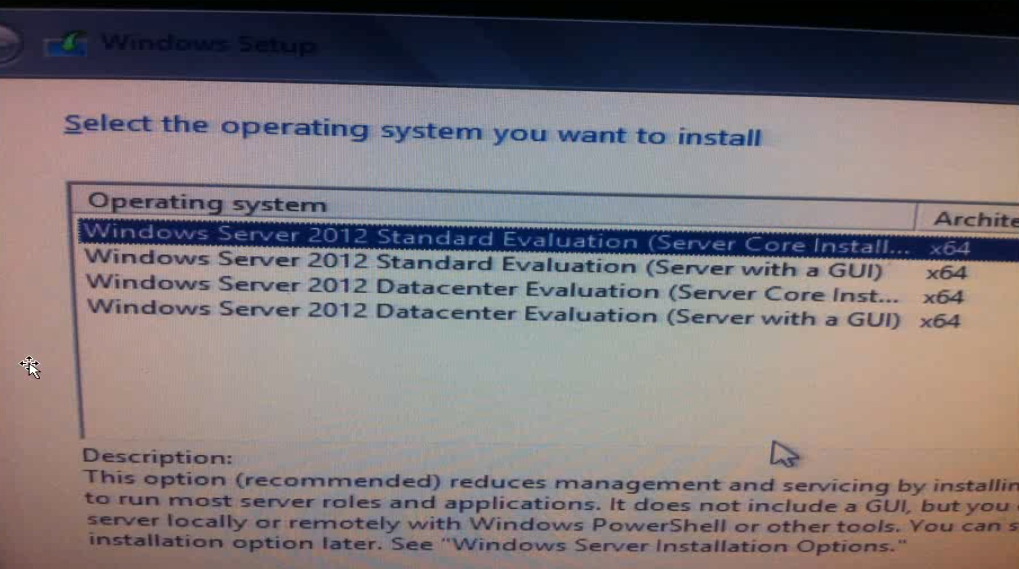 Windows Setup
Select the operating system you want to install
Operating system Archite
Windows Server 2012 Standard Evaluation (Server Core Install... x64
Windows Server 2012 Standard Evaluation (Server with a GUI) x64
Windows Server 2012 Datacenter Evaluation (Server Core Inst... x64
Windows Server 2012 Datacenter Evaluation (Server with a GUI) x64
Description:
This option (recommended) reduces management and servicing by installin
to run most server roles and applications. It does not include a GUI, but you
server locally or remotely with Windows PowerShell or other tools. You can s
installation option later. See "Windows Server Installation Options."